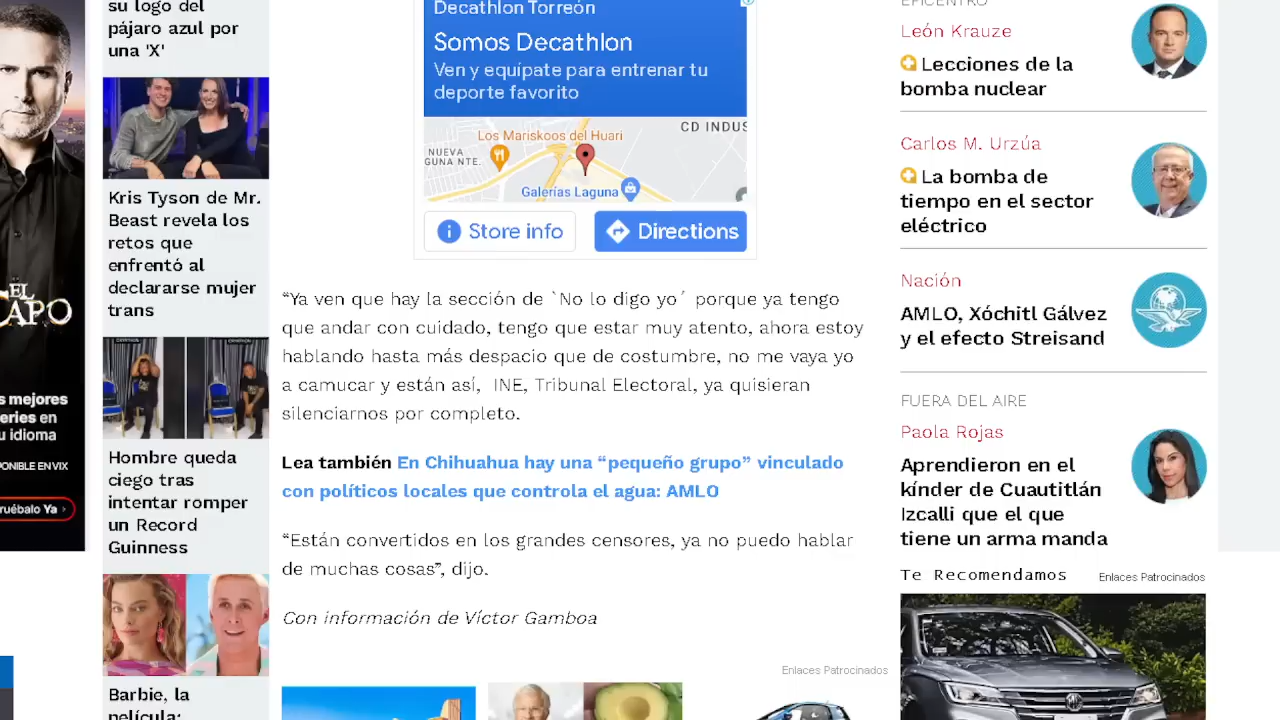 su logo del
pájaro azul por
una 'X'
Kris Tyson de Mr.
Beast revela los
retos que
enfrentó al
declararse mujer
trans
Hombre queda
ciego tras
intentar romper
un Record
Guinness
Barbie, la
película:
EL
CAPO
s mejores
eries en
u idioma
PONIBLE EN VIX
ruébalo Ya ›
Decathlon Torreón
Somos Decathlon
Ven y equípate para entrenar tu
deporte favorito
CD INDUS
Los Mariskoos del Huari
NUEVA
GUNA NTE.
Galerías Laguna
Store info
Directions
“Ya ven que hay la sección de `No lo digo yo´ porque ya tengo
que andar con cuidado, tengo que estar muy atento, ahora estoy
hablando hasta más despacio que de costumbre, no me vaya yo
a camucar y están así,  INE, Tribunal Electoral, ya quisieran
silenciarnos por completo.
Lea también En Chihuahua hay una “pequeño grupo” vinculado
con políticos locales que controla el agua: AMLO
“Están convertidos en los grandes censores, ya no puedo hablar
de muchas cosas”, dijo.
Con información de Víctor Gamboa
Enlaces Patrocinados
EPICENTRO
León Krauze
Lecciones de la
bomba nuclear
Carlos M. Urzúa
La bomba de
tiempo en el sector
eléctrico
Nación
AMLO, Xóchitl Gálvez
y el efecto Streisand
FUERA DEL AIRE
Paola Rojas
Aprendieron en el
kínder de Cuautitlán
Izcalli que el que
tiene un arma manda
Te Recomendamos
Enlaces Patrocinados